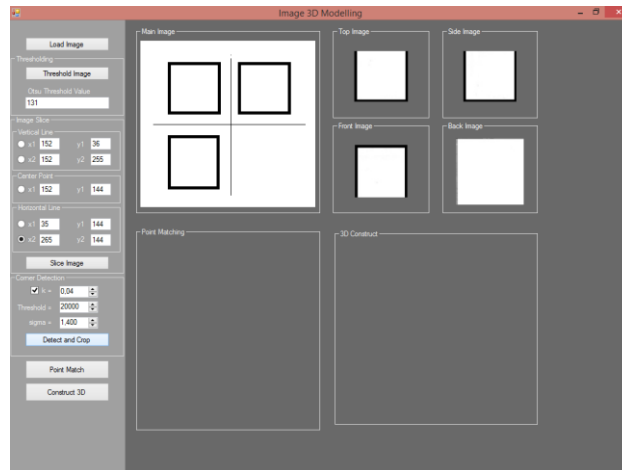 Image 3D Modelling
Load Image
Thresholding
Threshold Image
Otsu Threshold Value
131
Image Slice
Vertical Line
x1 152 y1 36
x2 152 y2 255
Center Point
x1 152 y1 144
Horizontal Line
x1 35 y1 144
x2 265 y2 144
Slice Image
Corner Detection
k = 0,04
Threshold = 20000
sigma = 1,400
Detect and Crop
Point Match
Construct 3D
Main Image
Top Image
Side Image
Front Image
Back Image
Point Matching
3D Construct